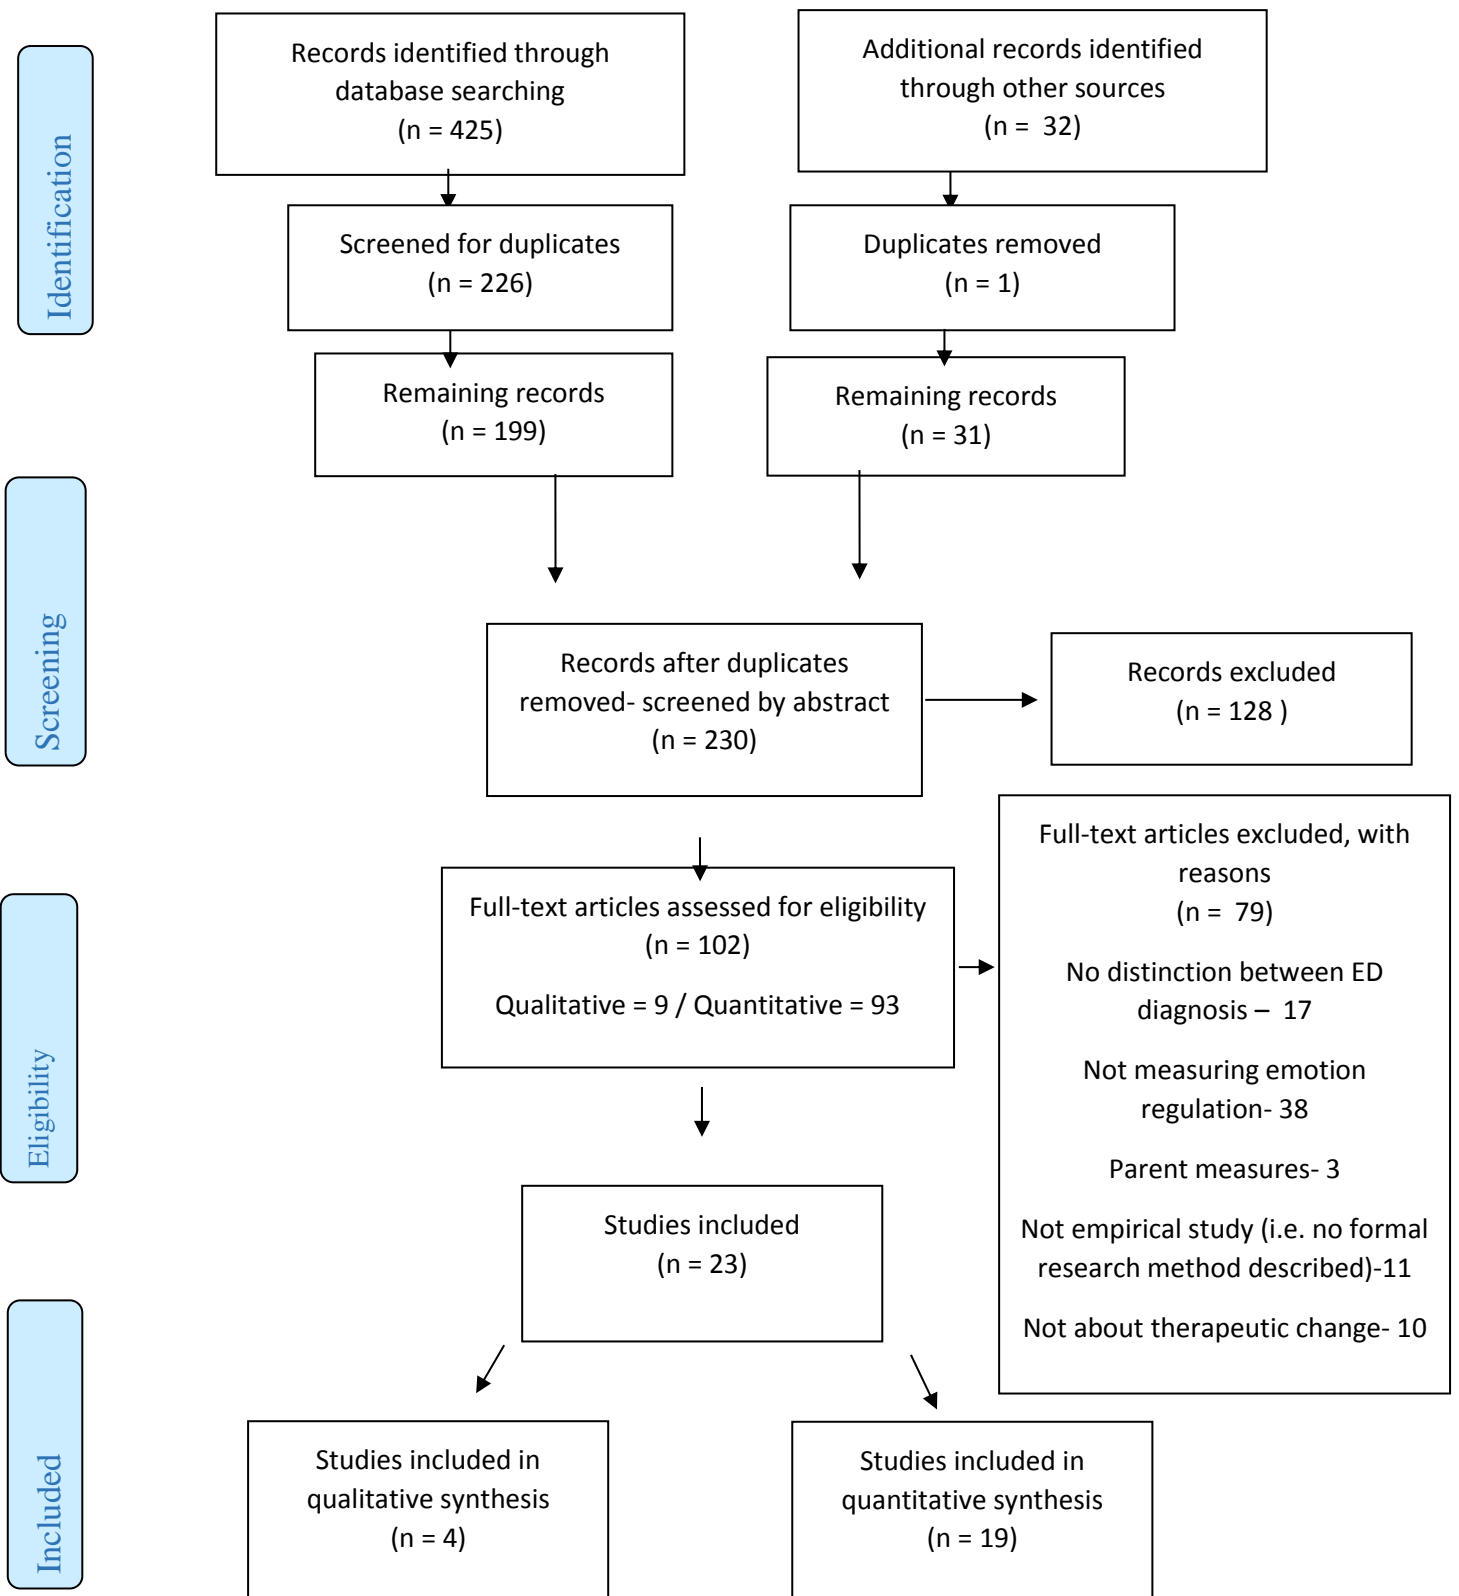 Identification
Records identified through
database searching
(n = 425)
Additional records identified
through other sources
(n =  32)
Screened for duplicates
(n = 226)
Duplicates removed
(n = 1)
Remaining records
(n = 199)
Remaining records
(n = 31)
Screening
Records after duplicates
removed- screened by abstract
(n = 230)
Records excluded
(n = 128 )
Eligibility
Full-text articles assessed for eligibility
(n = 102)
Qualitative = 9 / Quantitative = 93
Full-text articles excluded, with
reasons
(n =  79)
No distinction between ED
diagnosis –  17
Not measuring emotion
regulation- 38
Parent measures- 3
Not empirical study (i.e. no formal
research method described)-11
Not about therapeutic change- 10
Studies included
(n = 23)
Included
Studies included in
qualitative synthesis
(n = 4)
Studies included in
quantitative synthesis
(n = 19)